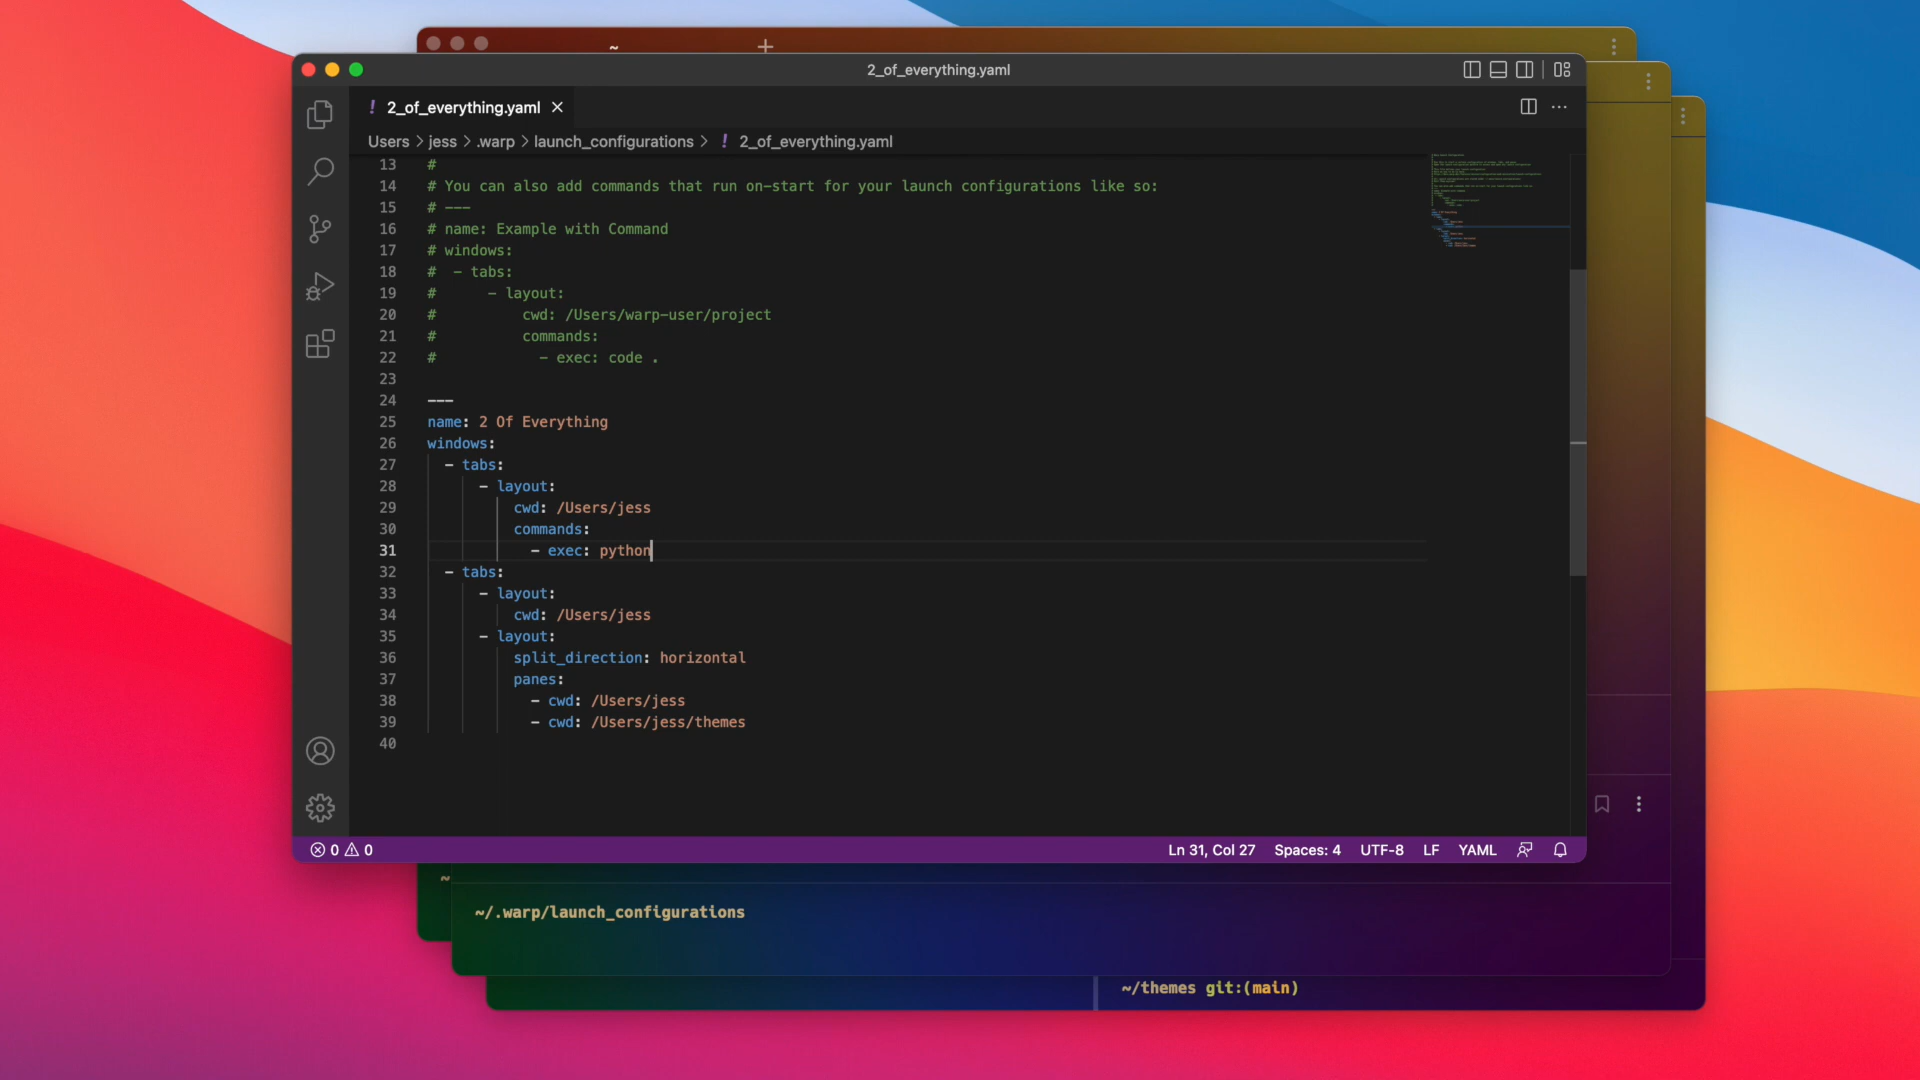 ~
2_of_everything.yaml
! 2_of_everything.yaml
Users > jess > .warp > launch_configurations > ! 2_of_everything.yaml
13 #
14 # You can also add commands that run on-start for your launch configurations like so:
15 # ---
16 # name: Example with Command
17 # windows:
18 #  - tabs:
19 #      - layout:
20 #          cwd: /Users/warp-user/project
21 #          commands:
22 #            - exec: code .
23
24 ---
25 name: 2 Of Everything
26 windows:
27   - tabs:
28       - layout:
29           cwd: /Users/jess
30           commands:
31             - exec: python
32   - tabs:
33       - layout:
34           cwd: /Users/jess
35       - layout:
36           split_direction: horizontal
37           panes:
38             - cwd: /Users/jess
39             - cwd: /Users/jess/themes
40
0 0 Ln 31, Col 27 Spaces: 4 UTF-8 LF YAML
~
~/.warp/launch_configurations
~/themes git:(main)